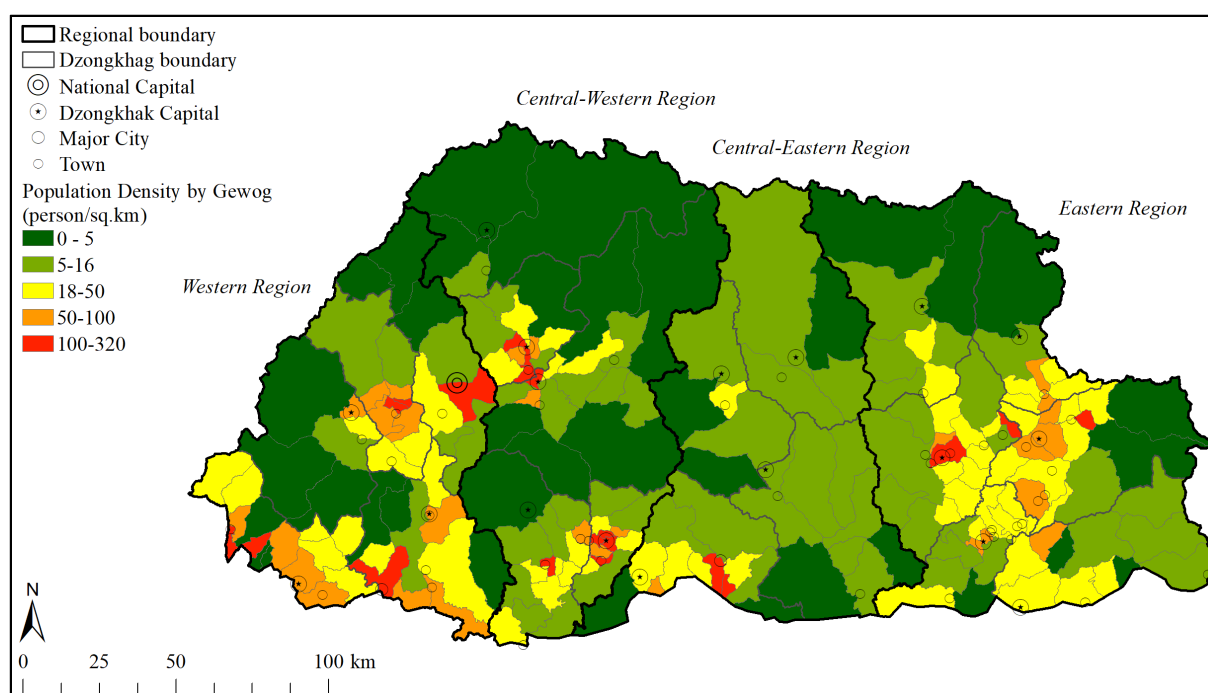 Regional boundary
Dzongkhag boundary
National Capital
Dzongkhak Capital
Major City
Town
Population Density by Gewog
(person/sq.km)
0 - 5
5-16
18-50
50-100
100-320
Central-Western Region
Central-Eastern Region
Eastern Region
Western Region
N
0 25 50 100 km